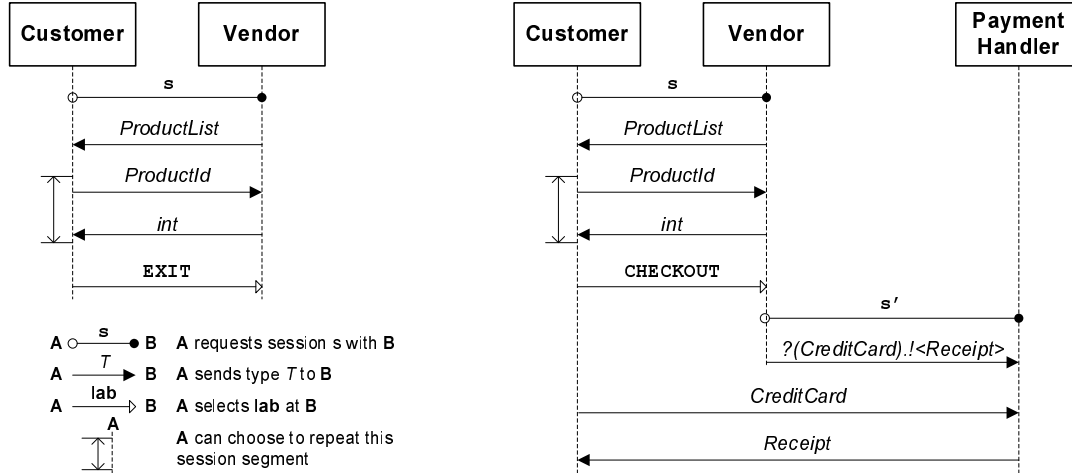 Customer
Vendor
s
ProductList
ProductId
int
EXIT
A s B A requests session s with B
A T B A sends type T to B
A lab B A selects lab at B
A
A can choose to repeat this
session segment
Customer
Vendor
Payment
Handler
s
ProductList
ProductId
int
CHECKOUT
s'
?(CreditCard).!<Receipt>
CreditCard
Receipt